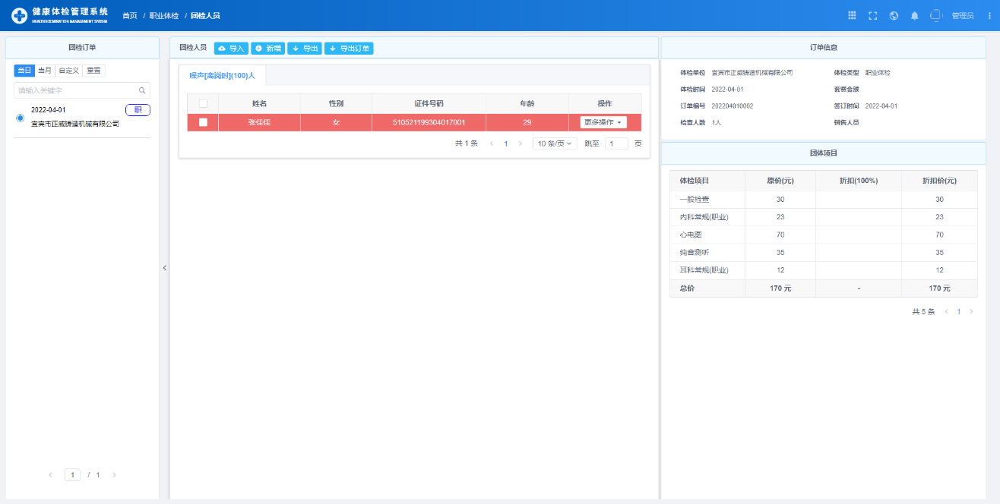 健康体检管理系统
HEALTH EXEMINATION MANAGEMENT SYSTEM
首页 / 职业体检 / 团检人员
管理员
团检订单
当日 当月 自定义 重置
请输入关键字
2022-04-01 职
宜宾市正威铸造机械有限公司
1 / 1
团检人员 导入 新增 导出 导出订单
噪声[离岗时](100)人
姓名 性别 证件号码 年龄 操作
张佳佳 女 510521199304017001 29 更多操作
共 1 条 1 10 条/页 跳至 1 页
订单信息
体检单位 宜宾市正威铸造机械有限公司 体检类型 职业体检
体检时间 2022-04-01 套餐金额
订单编号 202204010002 签订时间 2022-04-01
检查人数 1人 销售人员
团体项目
体检项目 原价(元) 折扣(100%) 折扣价(元)
一般检查 30 30
内科常规(职业) 23 23
心电图 70 70
纯音测听 35 35
耳科常规(职业) 12 12
总价 170 元 - 170 元
共 5 条 1